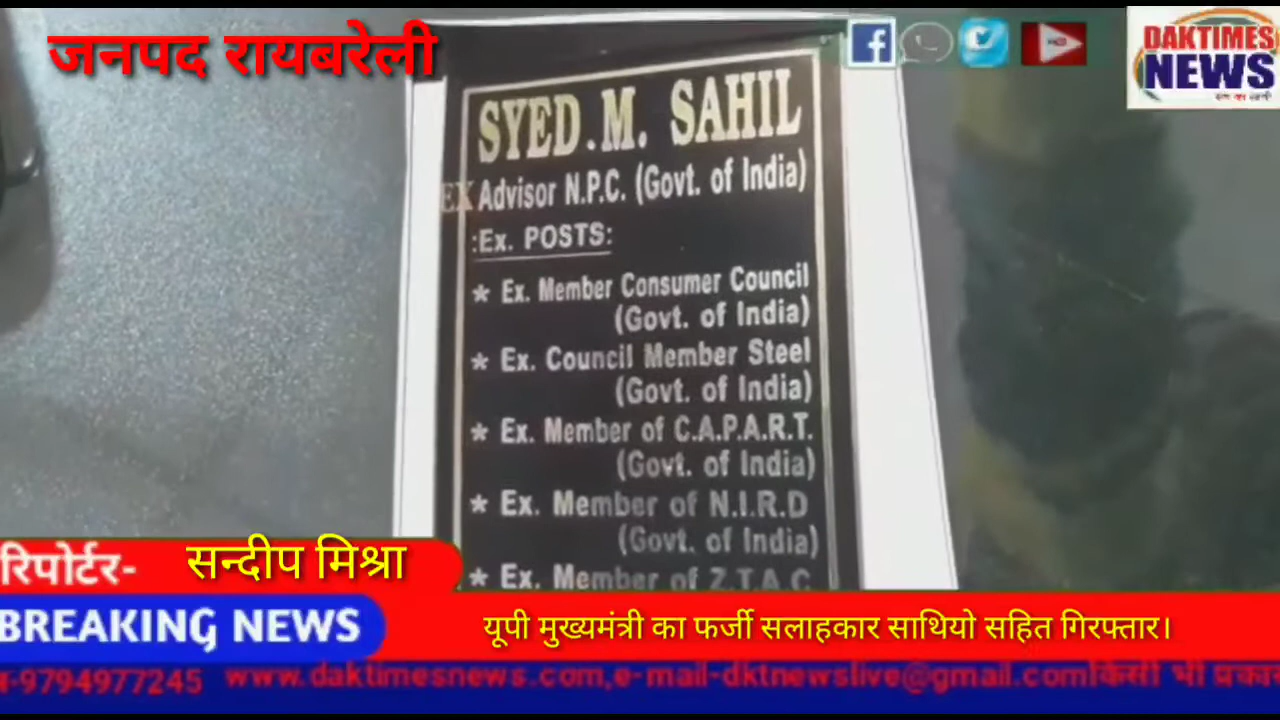 जनपद रायबरेली
DAKTIMES
NEWS
SYED.M. SAHIL
EX Advisor N.P.C. (Govt. of India)
:Ex. POSTS:
* Ex. Member Consumer Council
(Govt. of India)
* Ex. Council Member Steel
(Govt. of India)
* Ex. Member of C.A.P.A.R.T.
(Govt. of India)
* Ex. Member of N.I.R.D
(Govt. of India)
* Ex. Member of Z.T.A.C
रिपोर्टर- सन्दीप मिश्रा
BREAKING NEWS
यूपी मुख्यमंत्री का फर्जी सलाहकार साथियो सहित गिरफ्तार।
-9794977245 www.daktimesnews.com,e-mail-dktnewslive@gmail.comकिसी भी प्रकार